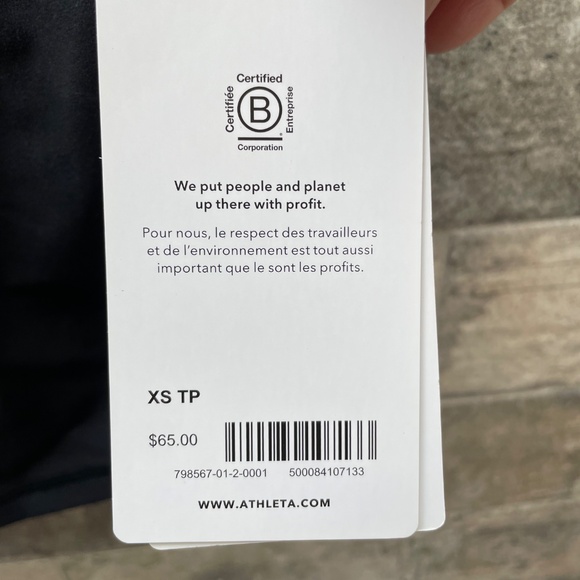 Certified
Certifiée
B
Entreprise
Corporation
We put people and planet
up there with profit.
Pour nous, le respect des travailleurs
et de l'environnement est tout aussi
important que le sont les profits.
XS TP
$65.00
798567-01-2-0001 500084107133
WWW.ATHLETA.COM